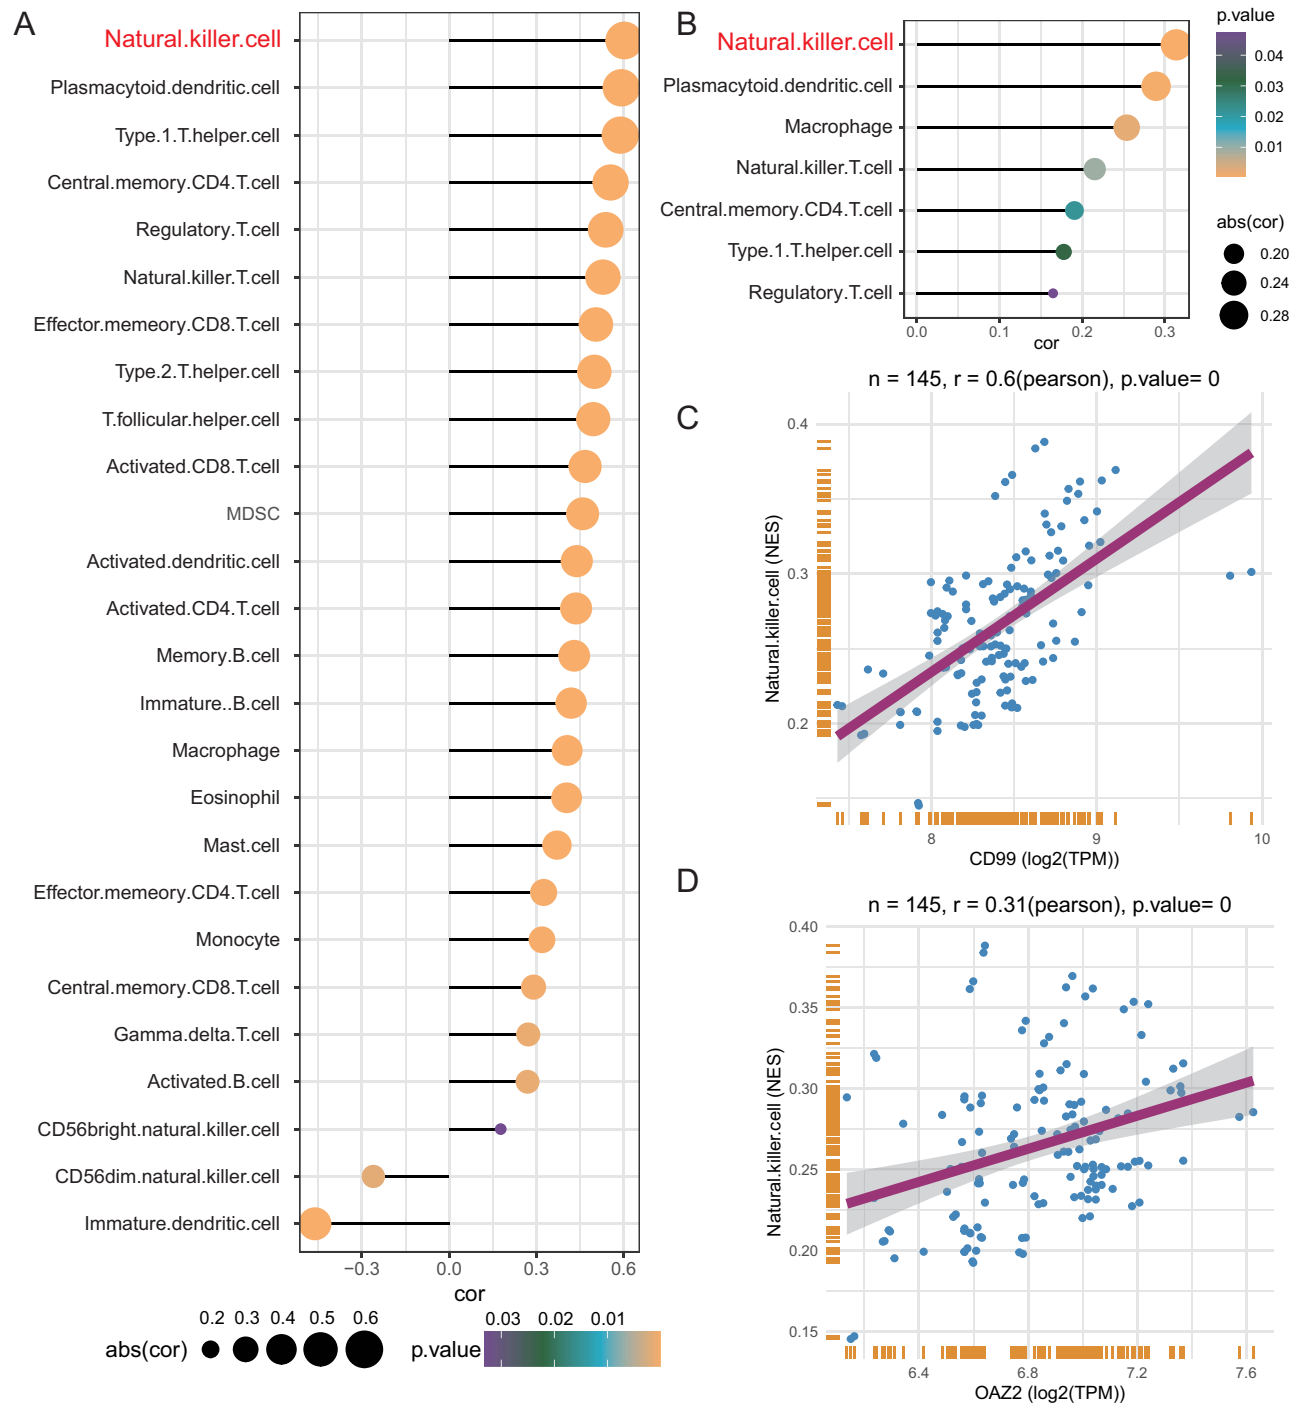 A
Natural.killer.cell
Plasmacytoid.dendritic.cell
Type.1.T.helper.cell
Central.memory.CD4.T.cell
Regulatory.T.cell
Natural.killer.T.cell
Effector.memeory.CD8.T.cell
Type.2.T.helper.cell
T.follicular.helper.cell
Activated.CD8.T.cell
MDSC
Activated.dendritic.cell
Activated.CD4.T.cell
Memory.B.cell
Immature..B.cell
Macrophage
Eosinophil
Mast.cell
Effector.memeory.CD4.T.cell
Monocyte
Central.memory.CD8.T.cell
Gamma.delta.T.cell
Activated.B.cell
CD56bright.natural.killer.cell
CD56dim.natural.killer.cell
Immature.dendritic.cell
−0.3 0.0 0.3 0.6
cor
0.2 0.3 0.4 0.5 0.6
abs(cor)
p.value
0.03 0.02 0.01
B
Natural.killer.cell
Plasmacytoid.dendritic.cell
Macrophage
Natural.killer.T.cell
Central.memory.CD4.T.cell
Type.1.T.helper.cell
Regulatory.T.cell
0.0 0.1 0.2 0.3
cor
p.value
0.04
0.03
0.02
0.01
abs(cor)
0.20
0.24
0.28
C
n = 145, r = 0.6(pearson), p.value= 0
Natural.killer.cell (NES)
0.4
0.3
0.2
8 9 10
CD99 (log2(TPM))
D
n = 145, r = 0.31(pearson), p.value= 0
Natural.killer.cell (NES)
0.40
0.35
0.30
0.25
0.20
0.15
6.4 6.8 7.2 7.6
OAZ2 (log2(TPM))